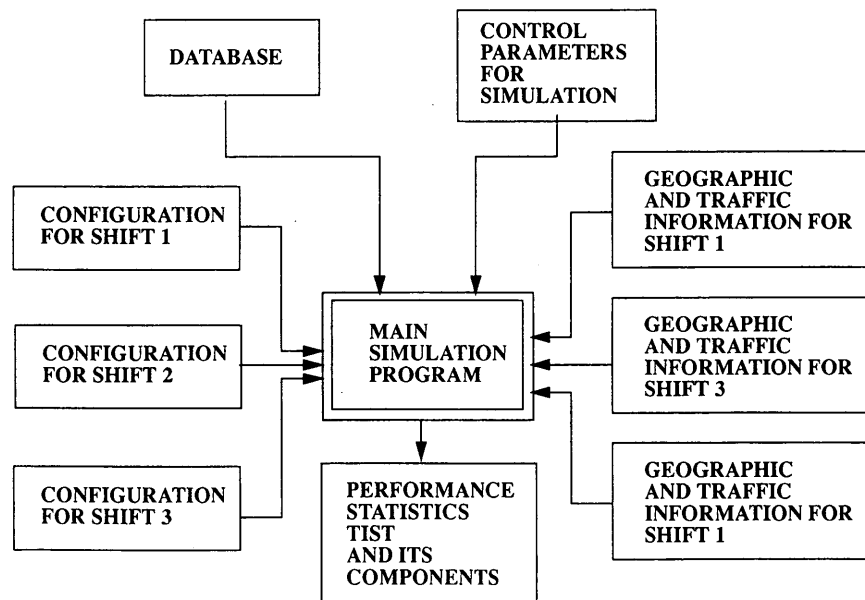 DATABASE
CONTROL
PARAMETERS
FOR
SIMULATION
CONFIGURATION
FOR SHIFT 1
GEOGRAPHIC
AND TRAFFIC
INFORMATION FOR
SHIFT 1
CONFIGURATION
FOR SHIFT 2
MAIN
SIMULATION
PROGRAM
GEOGRAPHIC
AND TRAFFIC
INFORMATION FOR
SHIFT 3
CONFIGURATION
FOR SHIFT 3
PERFORMANCE
STATISTICS
TIST
AND ITS
COMPONENTS
GEOGRAPHIC
AND TRAFFIC
INFORMATION FOR
SHIFT 1